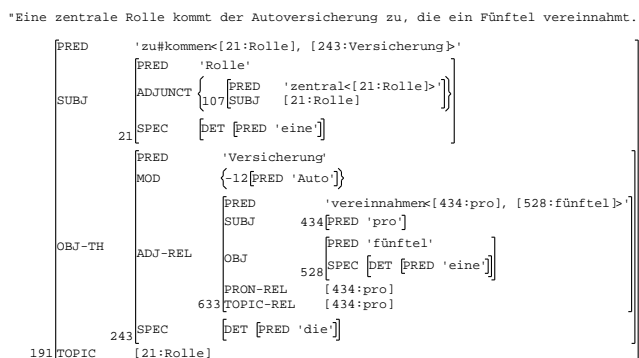 "Eine zentrale Rolle kommt der Autoversicherung zu, die ein Fünftel vereinnahmt.
PRED 'zu#kommen<[21:Rolle], [243:Versicherung]>'
PRED 'Rolle'
ADJUNCT PRED 'zentral<[21:Rolle]>'
SUBJ 107 SUBJ [21:Rolle]
21 SPEC DET PRED 'eine'
PRED 'Versicherung'
MOD -12 PRED 'Auto'
PRED 'vereinnahmen<[434:pro], [528:fünftel]>'
SUBJ 434 PRED 'pro'
PRED 'fünftel'
OBJ-TH ADJ-REL OBJ
528 SPEC DET PRED 'eine'
PRON-REL [434:pro]
633 TOPIC-REL [434:pro]
243 SPEC DET PRED 'die'
191 TOPIC [21:Rolle]